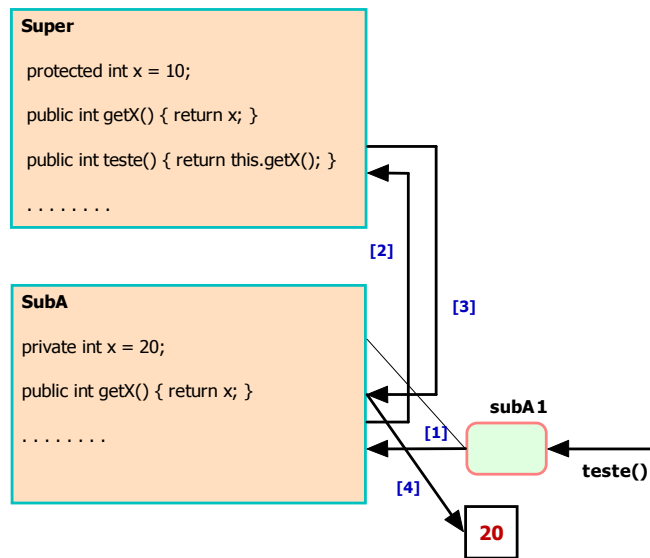 Super
protected int x = 10;
public int getX() { return x; }
public int teste() { return this.getX(); }
. . . . . . . .
[2]
[3]
SubA
private int x = 20;
public int getX() { return x; }
. . . . . . . .
subA1
[1]
teste()
[4]
20